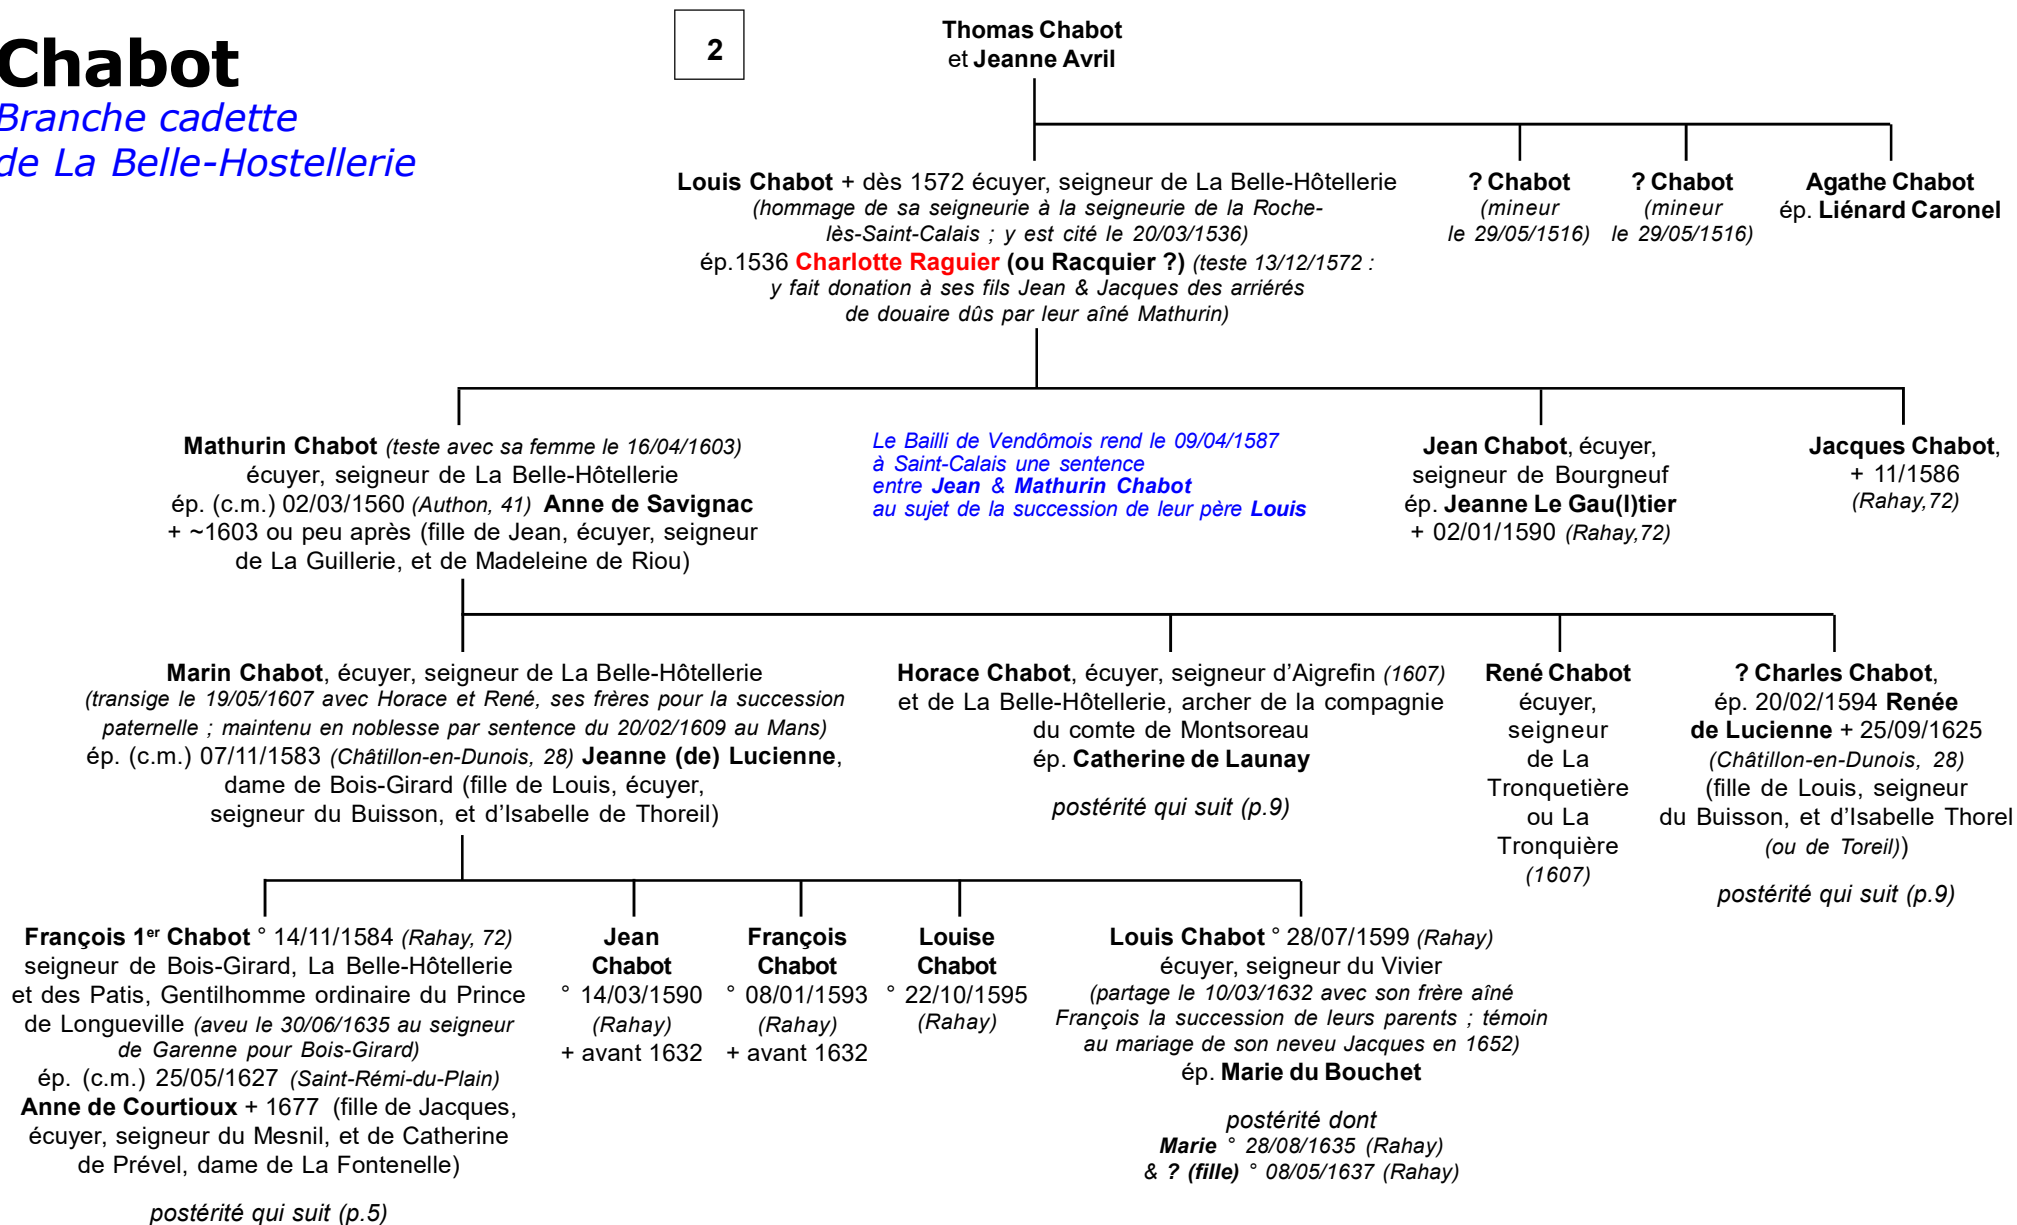 Chabot
Branche cadette
de La Belle-Hostellerie
2
Thomas Chabot
et Jeanne Avril
Louis Chabot + dès 1572 écuyer, seigneur de La Belle-Hôtellerie
(hommage de sa seigneurie à la seigneurie de la Roche-
lès-Saint-Calais ; y est cité le 20/03/1536)
ép.1536 Charlotte Raguier (ou Racquier ?) (teste 13/12/1572 :
y fait donation à ses fils Jean & Jacques des arriérés
de douaire dûs par leur aîné Mathurin)
? Chabot
(mineur
le 29/05/1516)
? Chabot
(mineur
le 29/05/1516)
Agathe Chabot
ép. Liénard Caronel
Mathurin Chabot (teste avec sa femme le 16/04/1603)
écuyer, seigneur de La Belle-Hôtellerie
ép. (c.m.) 02/03/1560 (Authon, 41) Anne de Savignac
+ ~1603 ou peu après (fille de Jean, écuyer, seigneur
de La Guillerie, et de Madeleine de Riou)
Le Bailli de Vendômois rend le 09/04/1587
à Saint-Calais une sentence
entre Jean & Mathurin Chabot
au sujet de la succession de leur père Louis
Jean Chabot, écuyer,
seigneur de Bourgneuf
ép. Jeanne Le Gau(l)tier
+ 02/01/1590 (Rahay,72)
Jacques Chabot,
+ 11/1586
(Rahay,72)
Marin Chabot, écuyer, seigneur de La Belle-Hôtellerie
(transige le 19/05/1607 avec Horace et René, ses frères pour la succession
paternelle ; maintenu en noblesse par sentence du 20/02/1609 au Mans)
ép. (c.m.) 07/11/1583 (Châtillon-en-Dunois, 28) Jeanne (de) Lucienne,
dame de Bois-Girard (fille de Louis, écuyer,
seigneur du Buisson, et d'Isabelle de Thoreil)
Horace Chabot, écuyer, seigneur d'Aigrefin (1607)
et de La Belle-Hôtellerie, archer de la compagnie
du comte de Montsoreau
ép. Catherine de Launay
postérité qui suit (p.9)
René Chabot
écuyer,
seigneur
de La
Tronquetière
ou La
Tronquière
(1607)
? Charles Chabot,
ép. 20/02/1594 Renée
de Lucienne + 25/09/1625
(Châtillon-en-Dunois, 28)
(fille de Louis, seigneur
du Buisson, et d'Isabelle Thorel
(ou de Toreil))
postérité qui suit (p.9)
François 1er Chabot ° 14/11/1584 (Rahay, 72)
seigneur de Bois-Girard, La Belle-Hôtellerie
et des Patis, Gentilhomme ordinaire du Prince
de Longueville (aveu le 30/06/1635 au seigneur
de Garenne pour Bois-Girard)
ép. (c.m.) 25/05/1627 (Saint-Rémi-du-Plain)
Anne de Courtioux + 1677 (fille de Jacques,
écuyer, seigneur du Mesnil, et de Catherine
de Prével, dame de La Fontenelle)
postérité qui suit (p.5)
Jean
Chabot
° 14/03/1590
(Rahay)
+ avant 1632
François
Chabot
° 08/01/1593
(Rahay)
+ avant 1632
Louise
Chabot
° 22/10/1595
(Rahay)
Louis Chabot ° 28/07/1599 (Rahay)
écuyer, seigneur du Vivier
(partage le 10/03/1632 avec son frère aîné
François la succession de leurs parents ; témoin
au mariage de son neveu Jacques en 1652)
ép. Marie du Bouchet
postérité dont
Marie ° 28/08/1635 (Rahay)
& ? (fille) ° 08/05/1637 (Rahay)